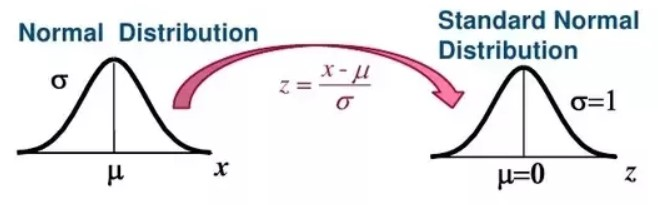 Normal Distribution
σ
μ
x
z = x - μ / σ
Standard Normal
Distribution
σ=1
μ=0
z